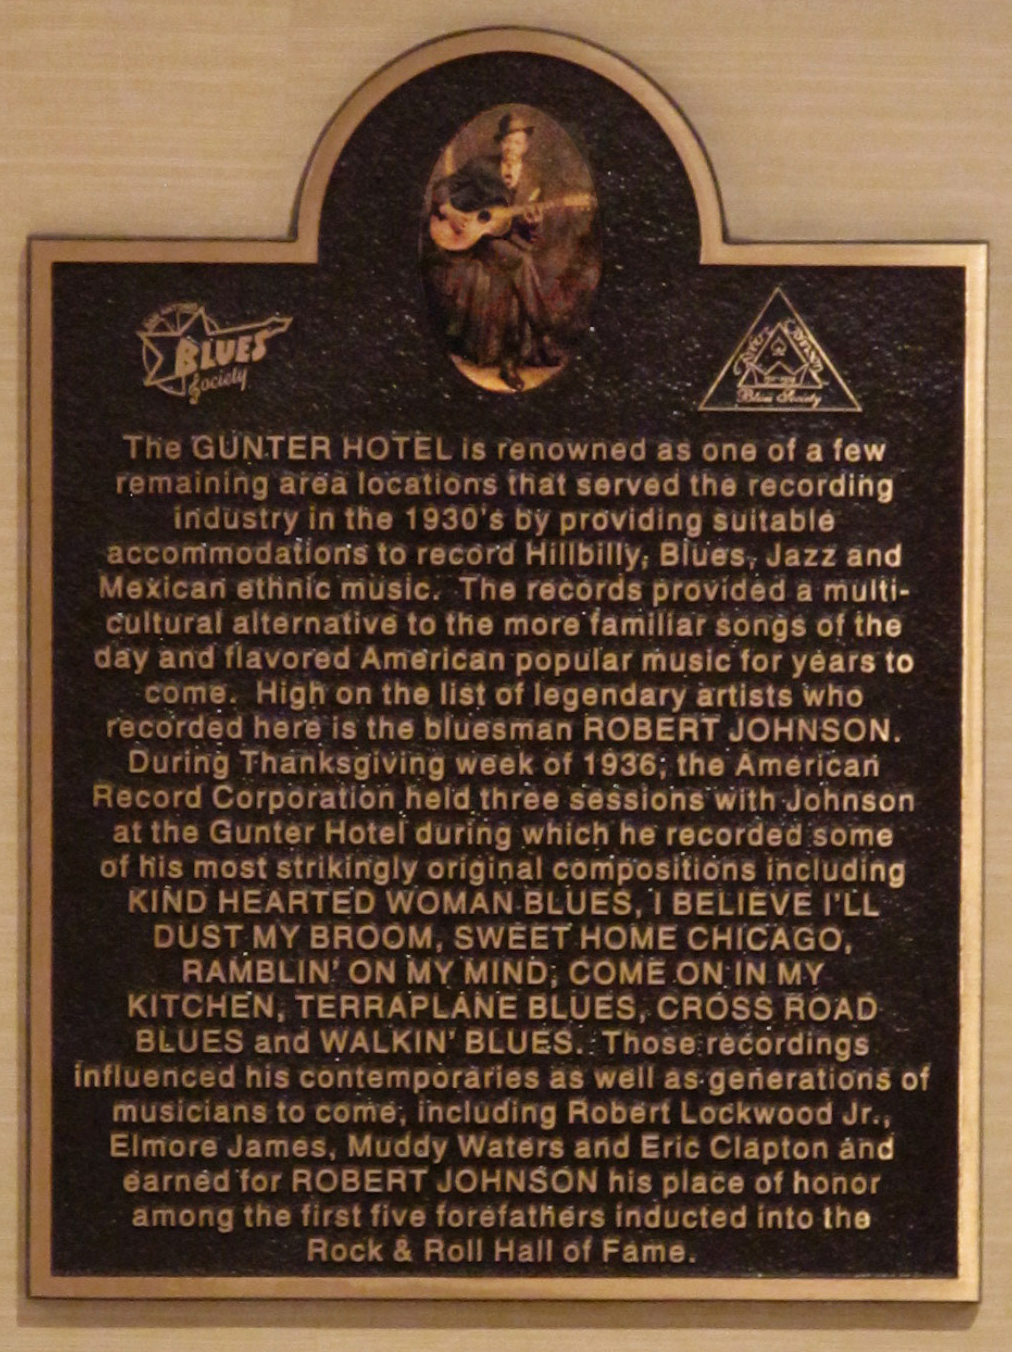 BLUES
Society
Blues Society
The GUNTER HOTEL is renowned as one of a few
remaining area locations that served the recording
industry in the 1930's by providing suitable
accommodations to record Hillbilly, Blues, Jazz and
Mexican ethnic music. The records provided a multi-
cultural alternative to the more familiar songs of the
day and flavored American popular music for years to
come. High on the list of legendary artists who
recorded here is the bluesman ROBERT JOHNSON.
During Thanksgiving week of 1936, the American
Record Corporation held three sessions with Johnson
at the Gunter Hotel during which he recorded some
of his most strikingly original compositions including
KIND HEARTED WOMAN BLUES, I BELIEVE I'LL
DUST MY BROOM, SWEET HOME CHICAGO,
RAMBLIN' ON MY MIND, COME ON IN MY
KITCHEN, TERRAPLANE BLUES, CROSS ROAD
BLUES and WALKIN' BLUES. Those recordings
influenced his contemporaries as well as generations of
musicians to come, including Robert Lockwood Jr.,
Elmore James, Muddy Waters and Eric Clapton and
earned for ROBERT JOHNSON his place of honor
among the first five forefathers inducted into the
Rock & Roll Hall of Fame.